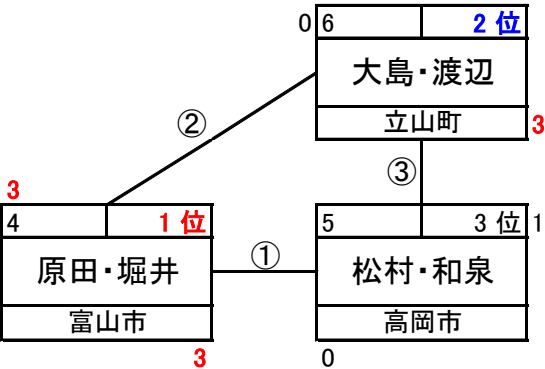 0 6 2 位
大島・渡辺
立山町 3
②
③
3
4 1 位
5 3 位 1
原田・堀井
①
松村・和泉
富山市
高岡市
3
0